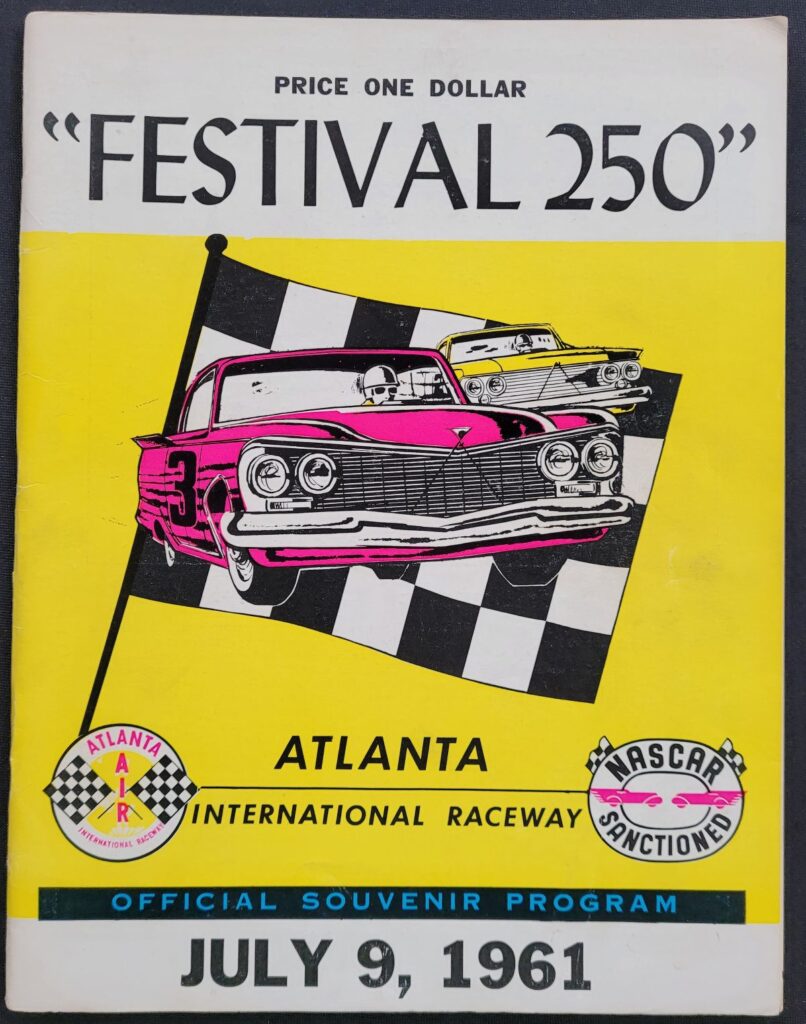 PRICE ONE DOLLAR
“FESTIVAL 250”
3
ATLANTA
AIR
INTERNATIONAL RACEWAY
ATLANTA
INTERNATIONAL RACEWAY
NASCAR
SANCTIONED
OFFICIAL SOUVENIR PROGRAM
JULY 9, 1961